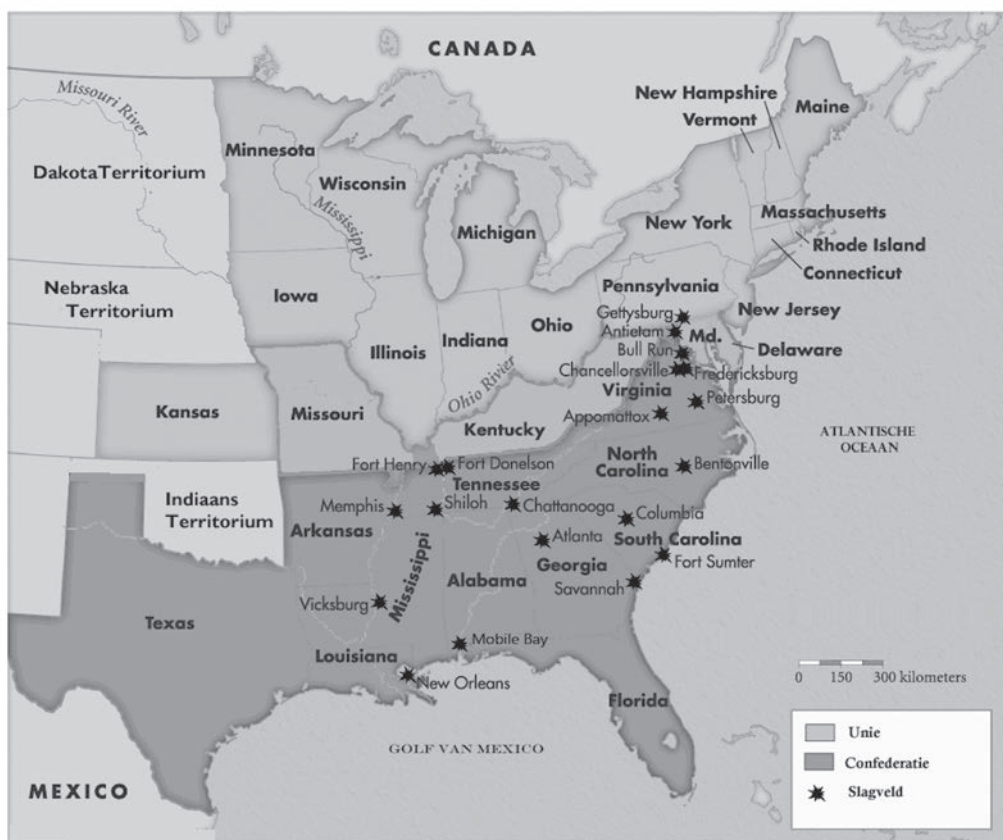 CANADA
Missouri River
New Hampshire
Vermont
Maine
Minnesota
Dakota Territorium
Wisconsin
Mississippi
Michigan
New York
Massachusetts
Rhode Island
Connecticut
Nebraska
Territorium
Iowa
Pennsylvania
New Jersey
Gettysburg
Antietam
Md.
Ohio
Indiana
Illinois
Bull Run
Delaware
Chancellorsville
Fredericksburg
Ohio Rivier
Virginia
Petersburg
Kansas
Missouri
Appomattox
Kentucky
ATLANTISCHE
OCEAAN
North
Carolina
Bentonville
Fort Henry
Fort Donelson
Tennessee
Indiaans
Territorium
Memphis
Shiloh
Chattanooga
Columbia
Arkansas
Atlanta
South Carolina
Fort Sumter
Georgia
Mississippi
Alabama
Savannah
Vicksburg
Texas
Mobile Bay
Louisiana
New Orleans
Florida
0 150 300 kilometers
GOLF VAN MEXICO
MEXICO
Unie
Confederatie
Slagveld